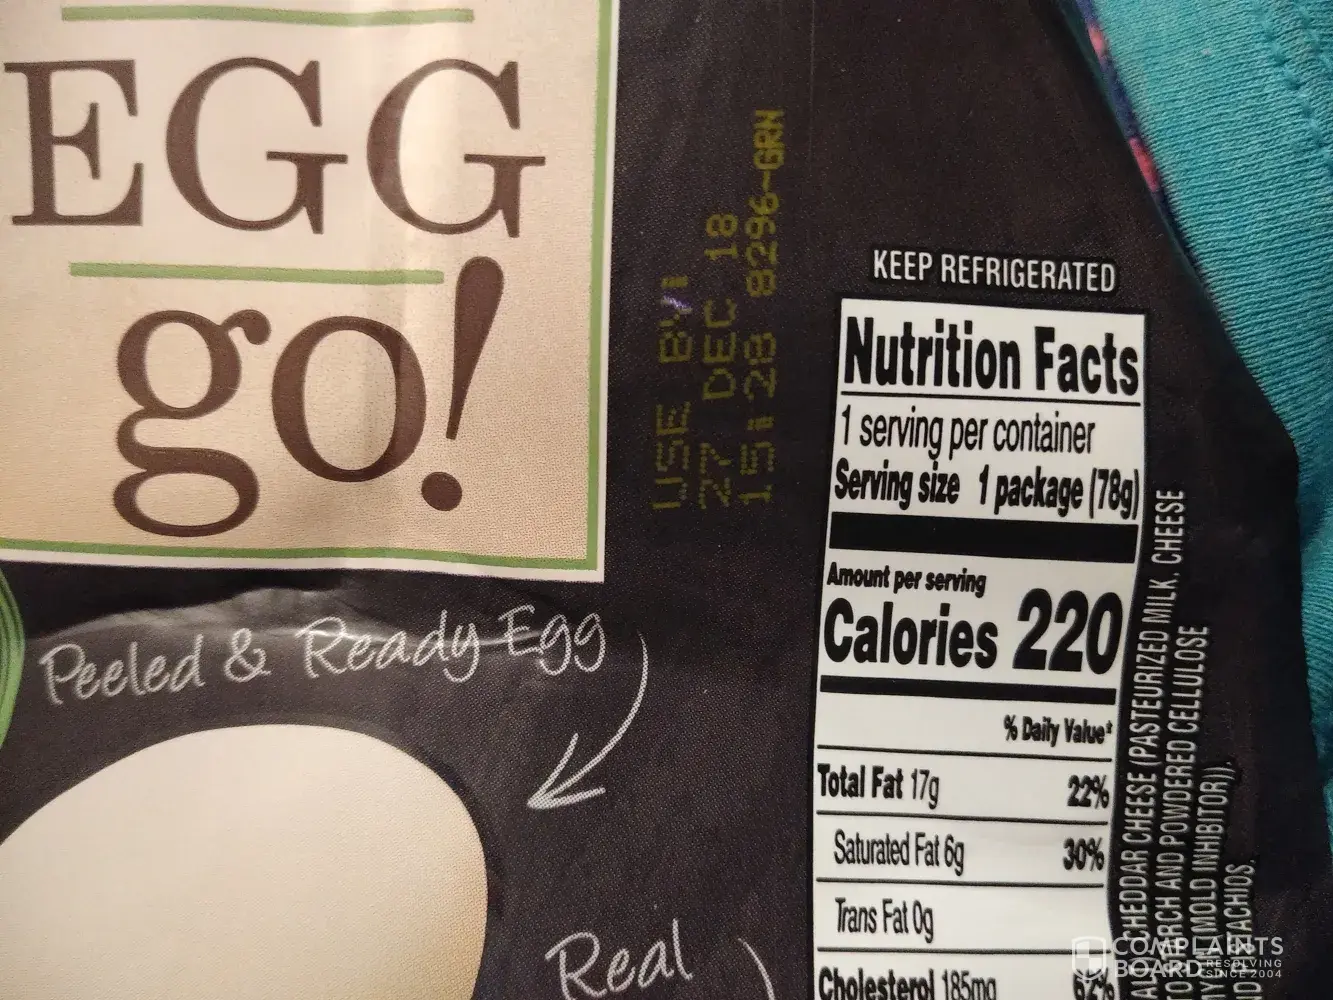 EGG
go!
Peeled & Ready Egg
Real
USE BY:
27 DEC 18
15:28 8296-GRN
KEEP REFRIGERATED
Nutrition Facts
1 serving per container
Serving size 1 package (78g)
Amount per serving
Calories 220
% Daily Value*
Total Fat 17g 22%
Saturated Fat 6g 30%
Trans Fat 0g
Cholesterol 185mg 62%
CHEDDAR CHEESE (PASTEURIZED MILK, CHEESE
AND POWDERED CELLULOSE
(MOLD INHIBITOR)),
COMPLAINTS
BOARD
RESOLVING
SINCE 2004